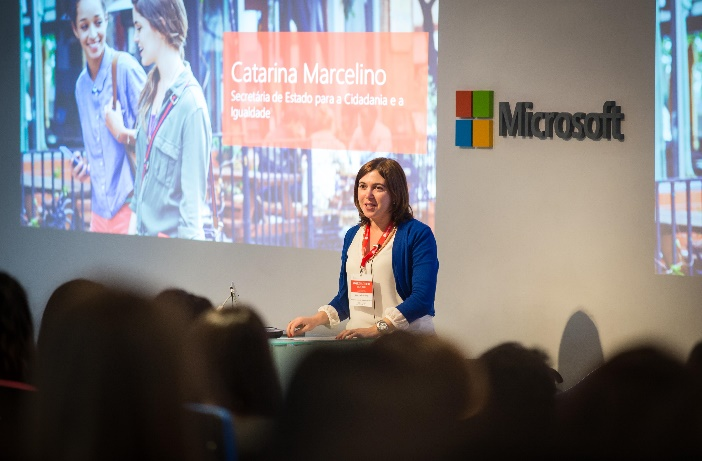 Catarina Marcelino
Secretária de Estado para a Cidadania e a
Igualdade
Microsoft